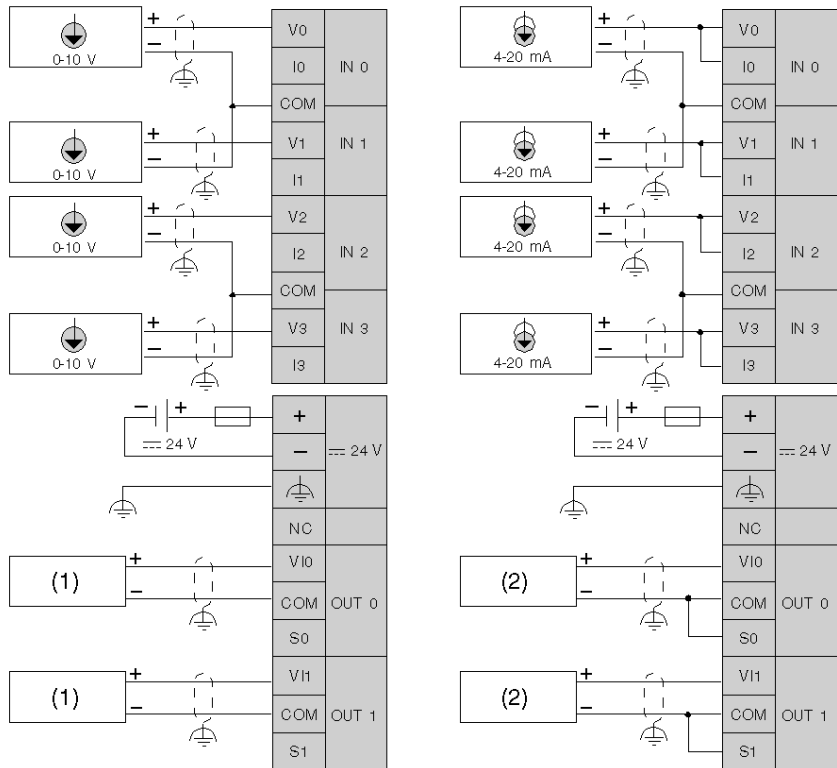 +
−
0-10 V
V0
I0
IN 0
COM
+
−
0-10 V
V1
I1
IN 1
+
−
0-10 V
V2
I2
IN 2
COM
+
−
0-10 V
V3
I3
IN 3
− +
24 V
+
−
24 V
NC
(1)
+
−
VI0
COM
S0
OUT 0
(1)
+
−
VI1
COM
S1
OUT 1
+
−
4-20 mA
V0
I0
IN 0
COM
+
−
4-20 mA
V1
I1
IN 1
+
−
4-20 mA
V2
I2
IN 2
COM
+
−
4-20 mA
V3
I3
IN 3
− +
24 V
+
−
24 V
NC
(2)
+
−
VI0
COM
S0
OUT 0
(2)
+
−
VI1
COM
S1
OUT 1